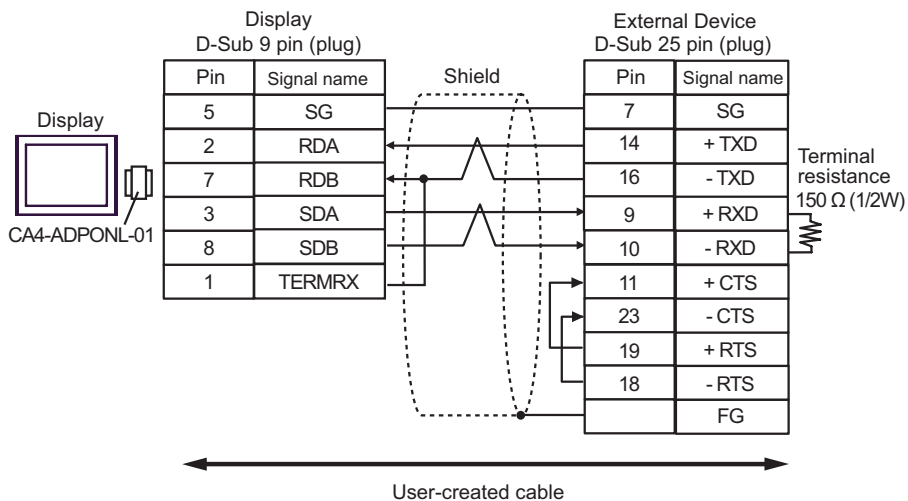 Display
D-Sub 9 pin (plug)
External Device
D-Sub 25 pin (plug)
Pin Signal name Shield Pin Signal name
5 SG 7 SG
Display
2 RDA 14 + TXD
Terminal
resistance
150 Ω (1/2W)
7 RDB 16 - TXD
3 SDA 9 + RXD
CA4-ADPONL-01
8 SDB 10 - RXD
1 TERMRX 11 + CTS
23 - CTS
19 + RTS
18 - RTS
FG
User-created cable